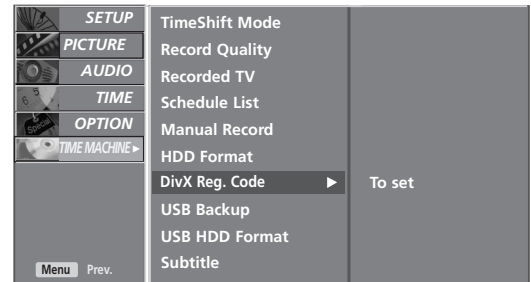 SETUP
PICTURE
AUDIO
TIME
OPTION
Special
TIME MACHINE ►
Menu Prev.
TimeShift Mode
Record Quality
Recorded TV
Schedule List
Manual Record
HDD Format
DivX Reg. Code ►
USB Backup
USB HDD Format
Subtitle
To set